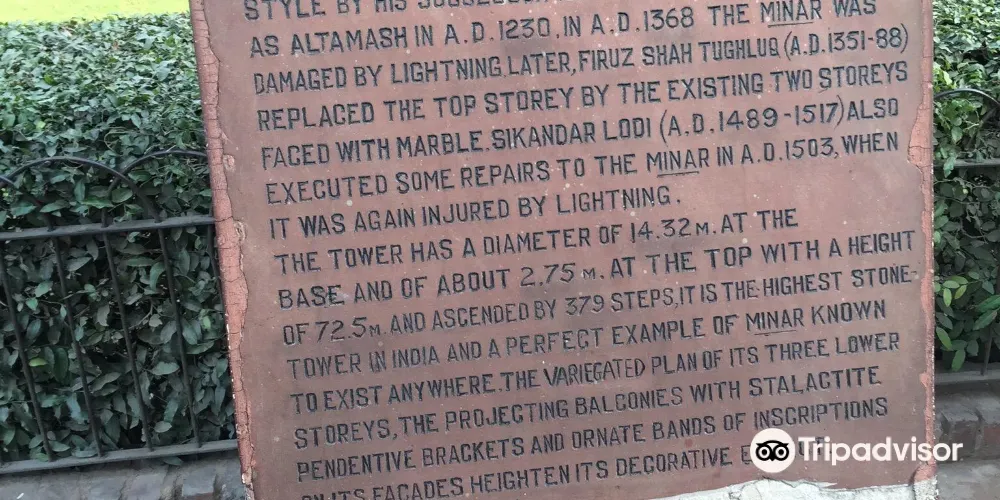 STYLE BY HIS
AS ALTAMASH IN A.D.1230, IN A.D.1368 THE MINAR WAS
DAMAGED BY LIGHTNING. LATER, FIRUZ SHAH TUGHLUQ (A.D.1351-88)
REPLACED THE TOP STOREY BY THE EXISTING TWO STOREYS
FACED WITH MARBLE. SIKANDAR LODI (A.D.1489-1517) ALSO
EXECUTED SOME REPAIRS TO THE MINAR IN A.D.1503, WHEN
IT WAS AGAIN INJURED BY LIGHTNING.
THE TOWER HAS A DIAMETER OF 14.32 M. AT THE
BASE AND OF ABOUT 2.75 M. AT THE TOP WITH A HEIGHT
OF 72.5 M. AND ASCENDED BY 379 STEPS, IT IS THE HIGHEST STONE-
TOWER IN INDIA AND A PERFECT EXAMPLE OF MINAR KNOWN
TO EXIST ANYWHERE. THE VARIEGATED PLAN OF ITS THREE LOWER
STOREYS, THE PROJECTING BALCONIES WITH STALACTITE
PENDENTIVE BRACKETS AND ORNATE BANDS OF INSCRIPTIONS
ON ITS FACADES HEIGHTEN ITS DECORATIVE
Tripadvisor